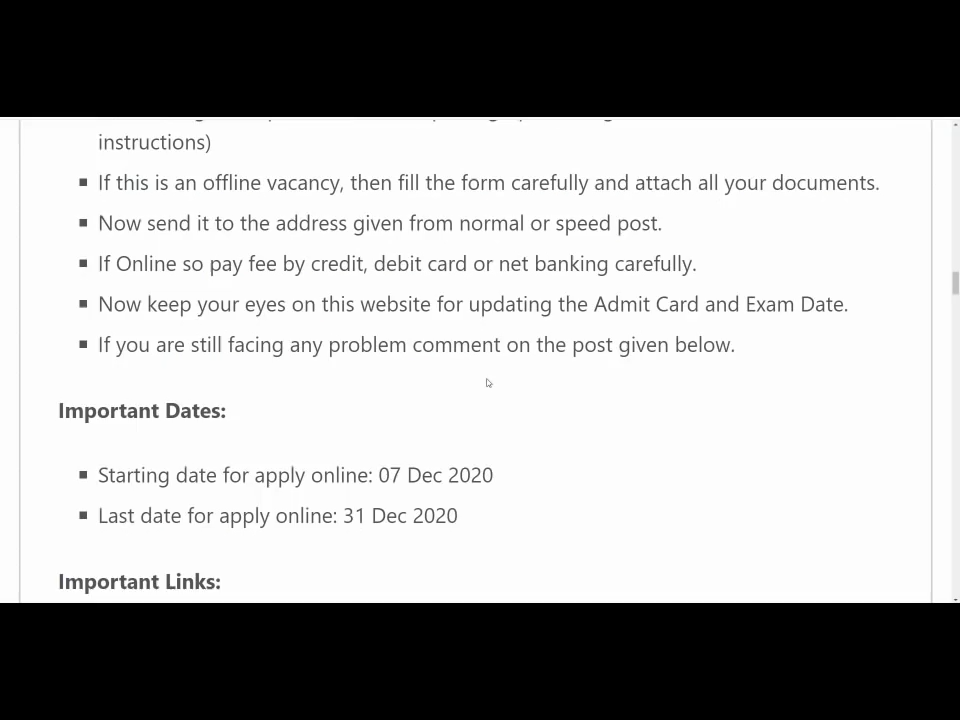 instructions)
▪ If this is an offline vacancy, then fill the form carefully and attach all your documents.
▪ Now send it to the address given from normal or speed post.
▪ If Online so pay fee by credit, debit card or net banking carefully.
▪ Now keep your eyes on this website for updating the Admit Card and Exam Date.
▪ If you are still facing any problem comment on the post given below.
Important Dates:
▪ Starting date for apply online: 07 Dec 2020
▪ Last date for apply online: 31 Dec 2020
Important Links: